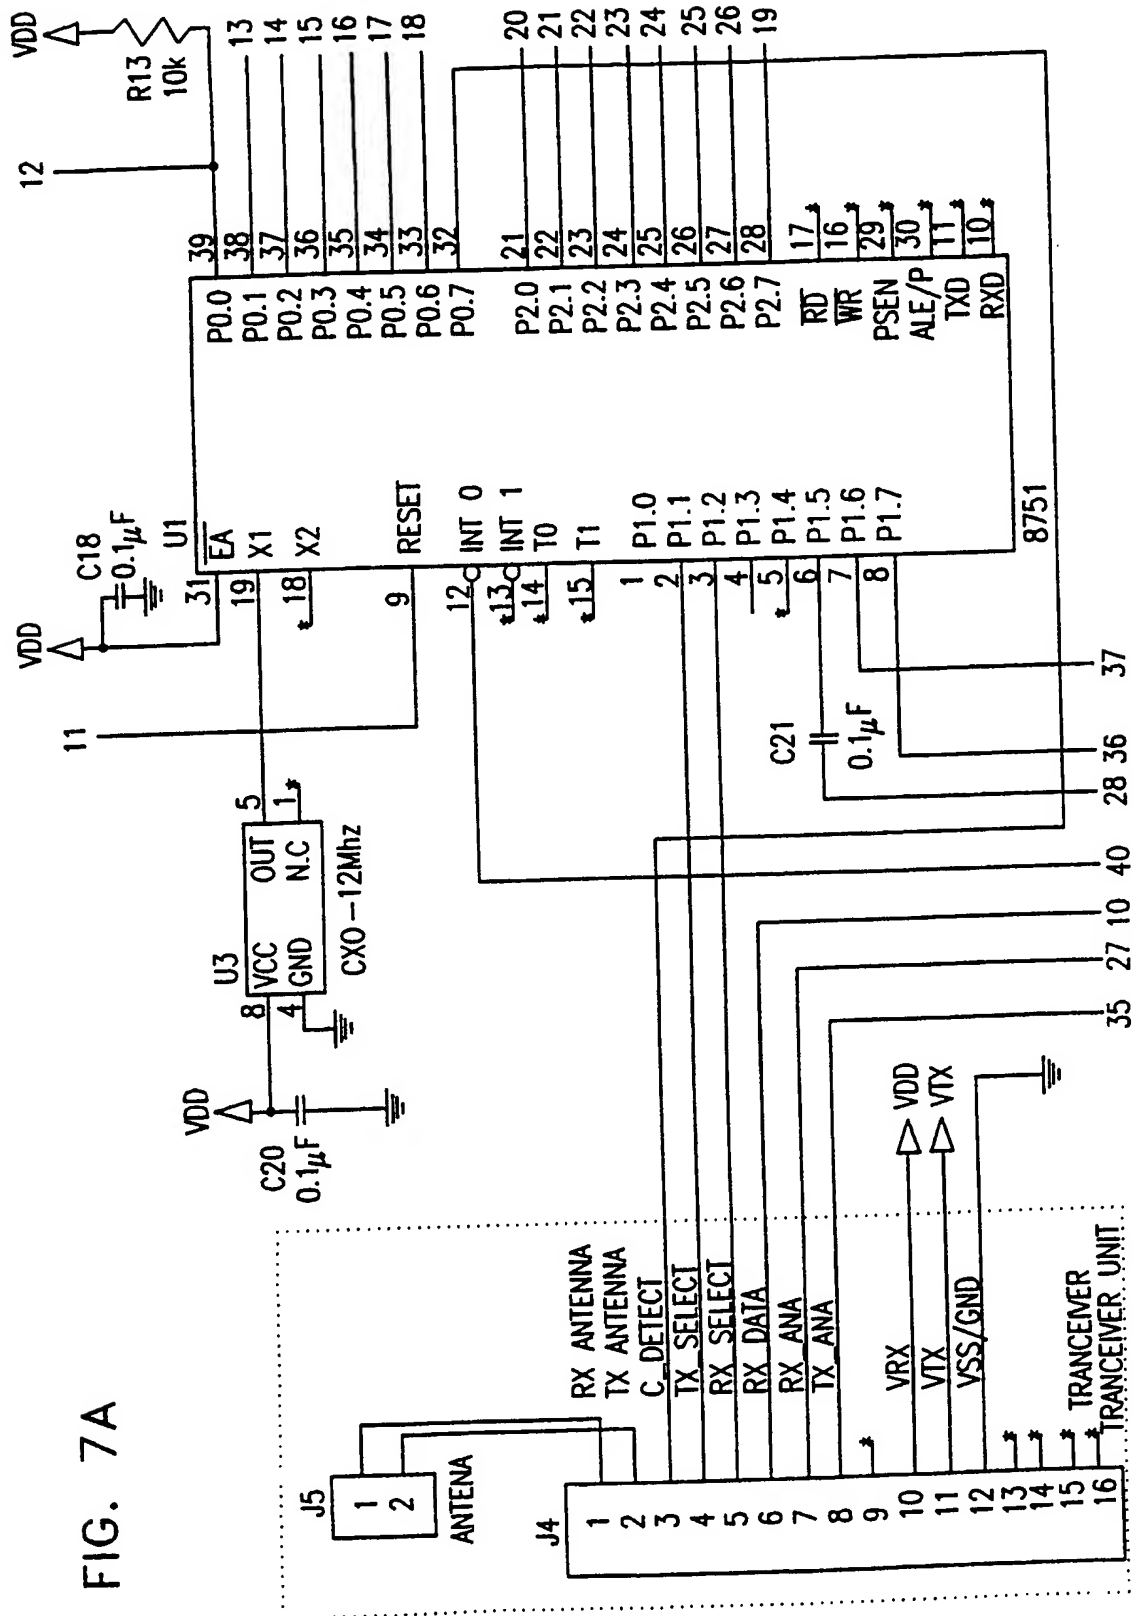 FIG. 7A
VDD
R13
10k
12
13
14
15
16
17
18
20
21
22
23
24
25
26
19
VDD
C18
0.1μF
11
U3
8 VCC OUT 5
4 GND N.C 1*
CXO-12Mhz
VDD
C20
0.1μF
U1
31 EA
19 X1
*18 X2
9 RESET
12 INT 0
*13 INT 1
*14 T0
*15 T1
1 P1.0
2 P1.1
3 P1.2
4 P1.3
*5 P1.4
6 P1.5
7 P1.6
8 P1.7
P0.0 39
P0.1 38
P0.2 37
P0.3 36
P0.4 35
P0.5 34
P0.6 33
P0.7 32
P2.0 21
P2.1 22
P2.2 23
P2.3 24
P2.4 25
P2.5 26
P2.6 27
P2.7 28
RD 17*
WR 16*
PSEN 29*
ALE/P 30*
TXD 11*
RXD 10*
8751
C21
0.1μF
J5
1
2
ANTENA
J4
1 RX ANTENNA
2 TX ANTENNA
3 C_DETECT
4 TX_SELECT
5 RX_SELECT
6 RX_DATA
7 RX_ANA
8 TX_ANA
9 *
10 VRX VDD
11 VTX VTX
12 VSS/GND
13 *
14 *
15 * TRANCEIVER
16 * TRANCEIVER UNIT
35
27
10
40
28
36
37